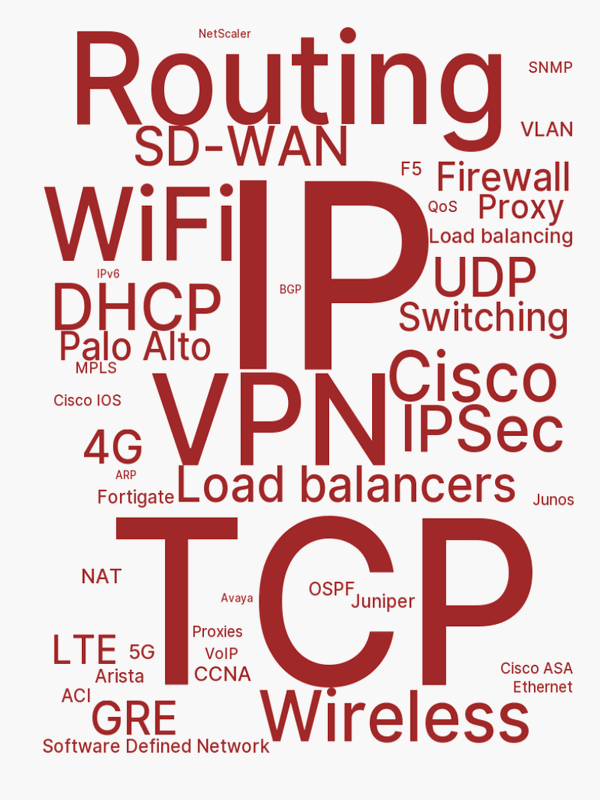 NetScaler
Routing
SNMP
VLAN
SD-WAN
F5
Firewall
WiFi
IP
QoS
Proxy
Load balancing
IPv6
BGP
UDP
DHCP
Switching
Palo Alto
MPLS
VPN
Cisco
Cisco IOS
IPSec
4G
ARP
Load balancers
Fortigate
Junos
TCP
NAT
OSPF
Avaya
Juniper
Proxies
LTE
5G
VoIP
CCNA
Arista
Cisco ASA
Ethernet
ACI
GRE
Wireless
Software Defined Network